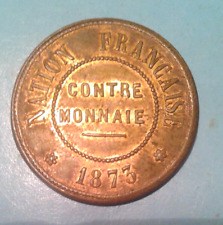 NATION FRANÇAISE
CONTRE
MONNAIE
1873